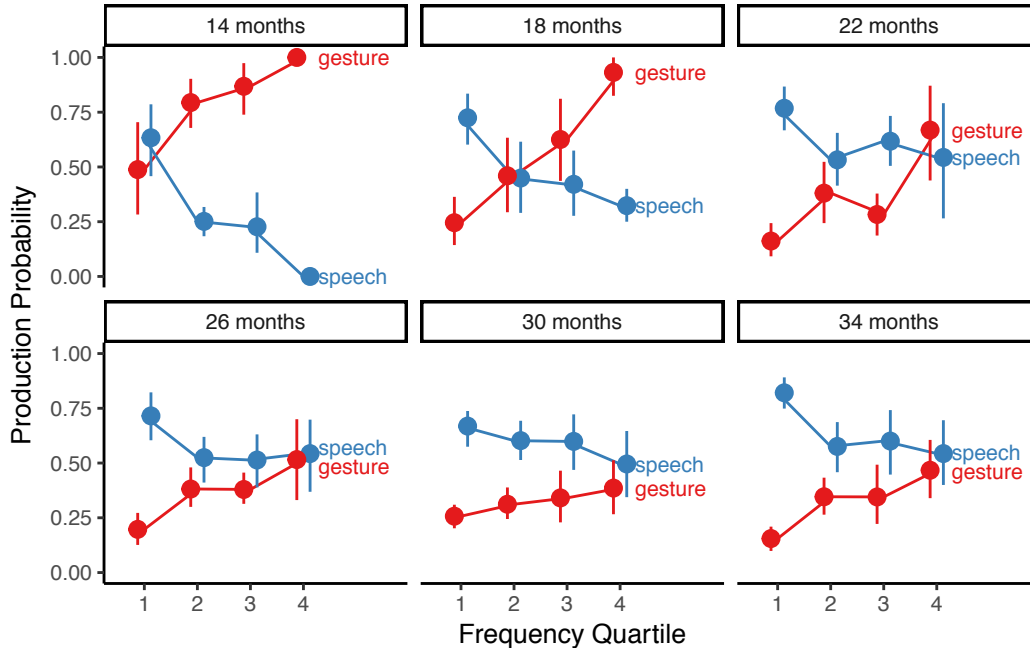 14 months
18 months
22 months
1.00
0.75
0.50
0.25
0.00
gesture
speech
gesture
speech
gesture
speech
26 months
30 months
34 months
1.00
0.75
0.50
0.25
0.00
speech
gesture
speech
gesture
speech
gesture
1 2 3 4
1 2 3 4
1 2 3 4
Frequency Quartile
Production Probability